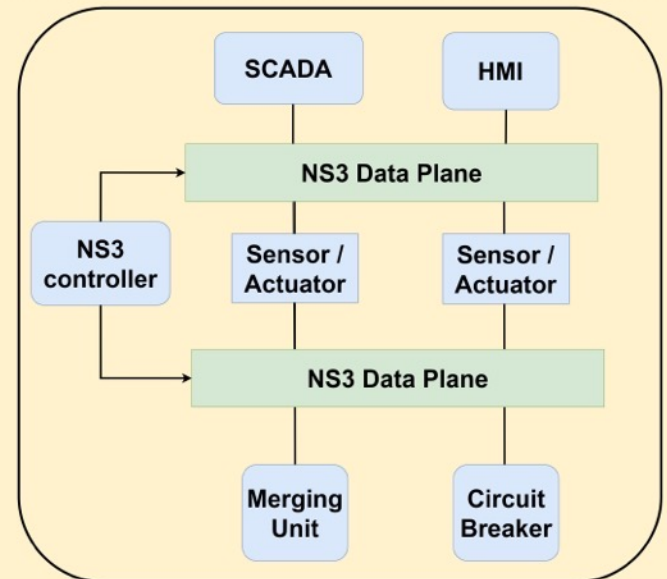 SCADA
HMI
NS3 Data Plane
NS3
controller
Sensor /
Actuator
Sensor /
Actuator
NS3 Data Plane
Merging
Unit
Circuit
Breaker